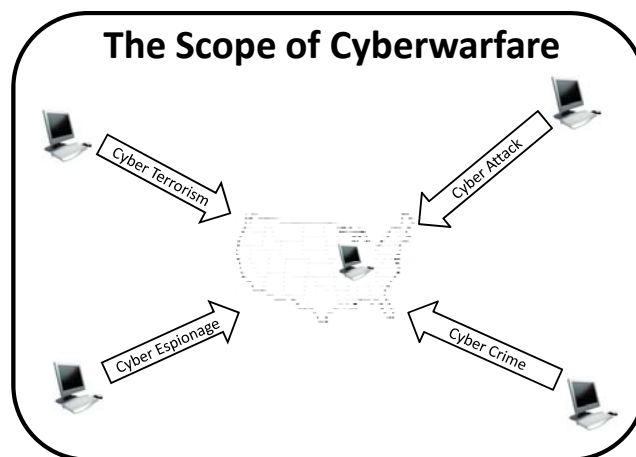 The Scope of Cyberwarfare
Cyber Terrorism
Cyber Attack
Cyber Espionage
Cyber Crime